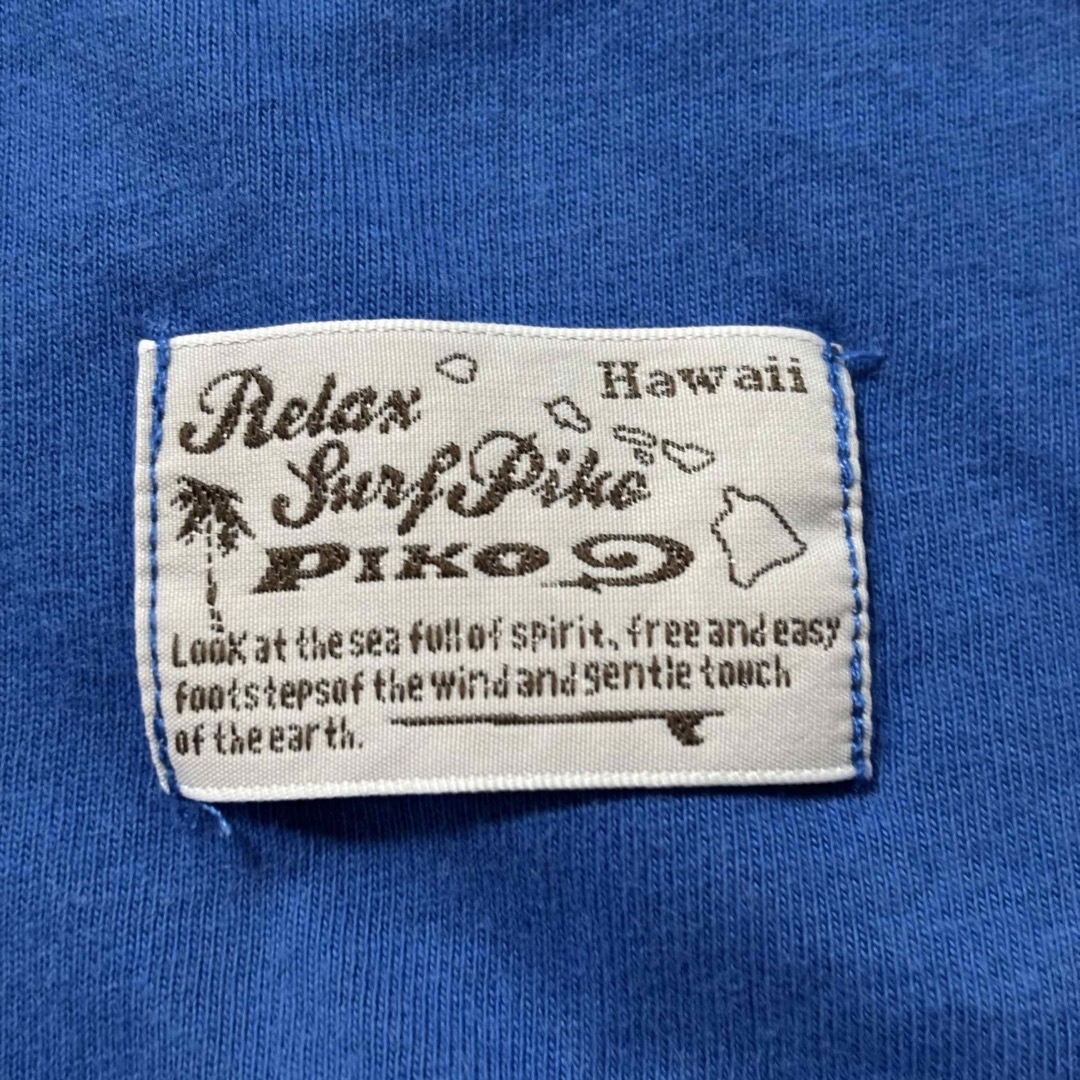 Relax
Hawaii
Surf Piko
PIKO
Look at the sea full of spirit, free and easy
footsteps of the wind and gentle touch
of the earth.